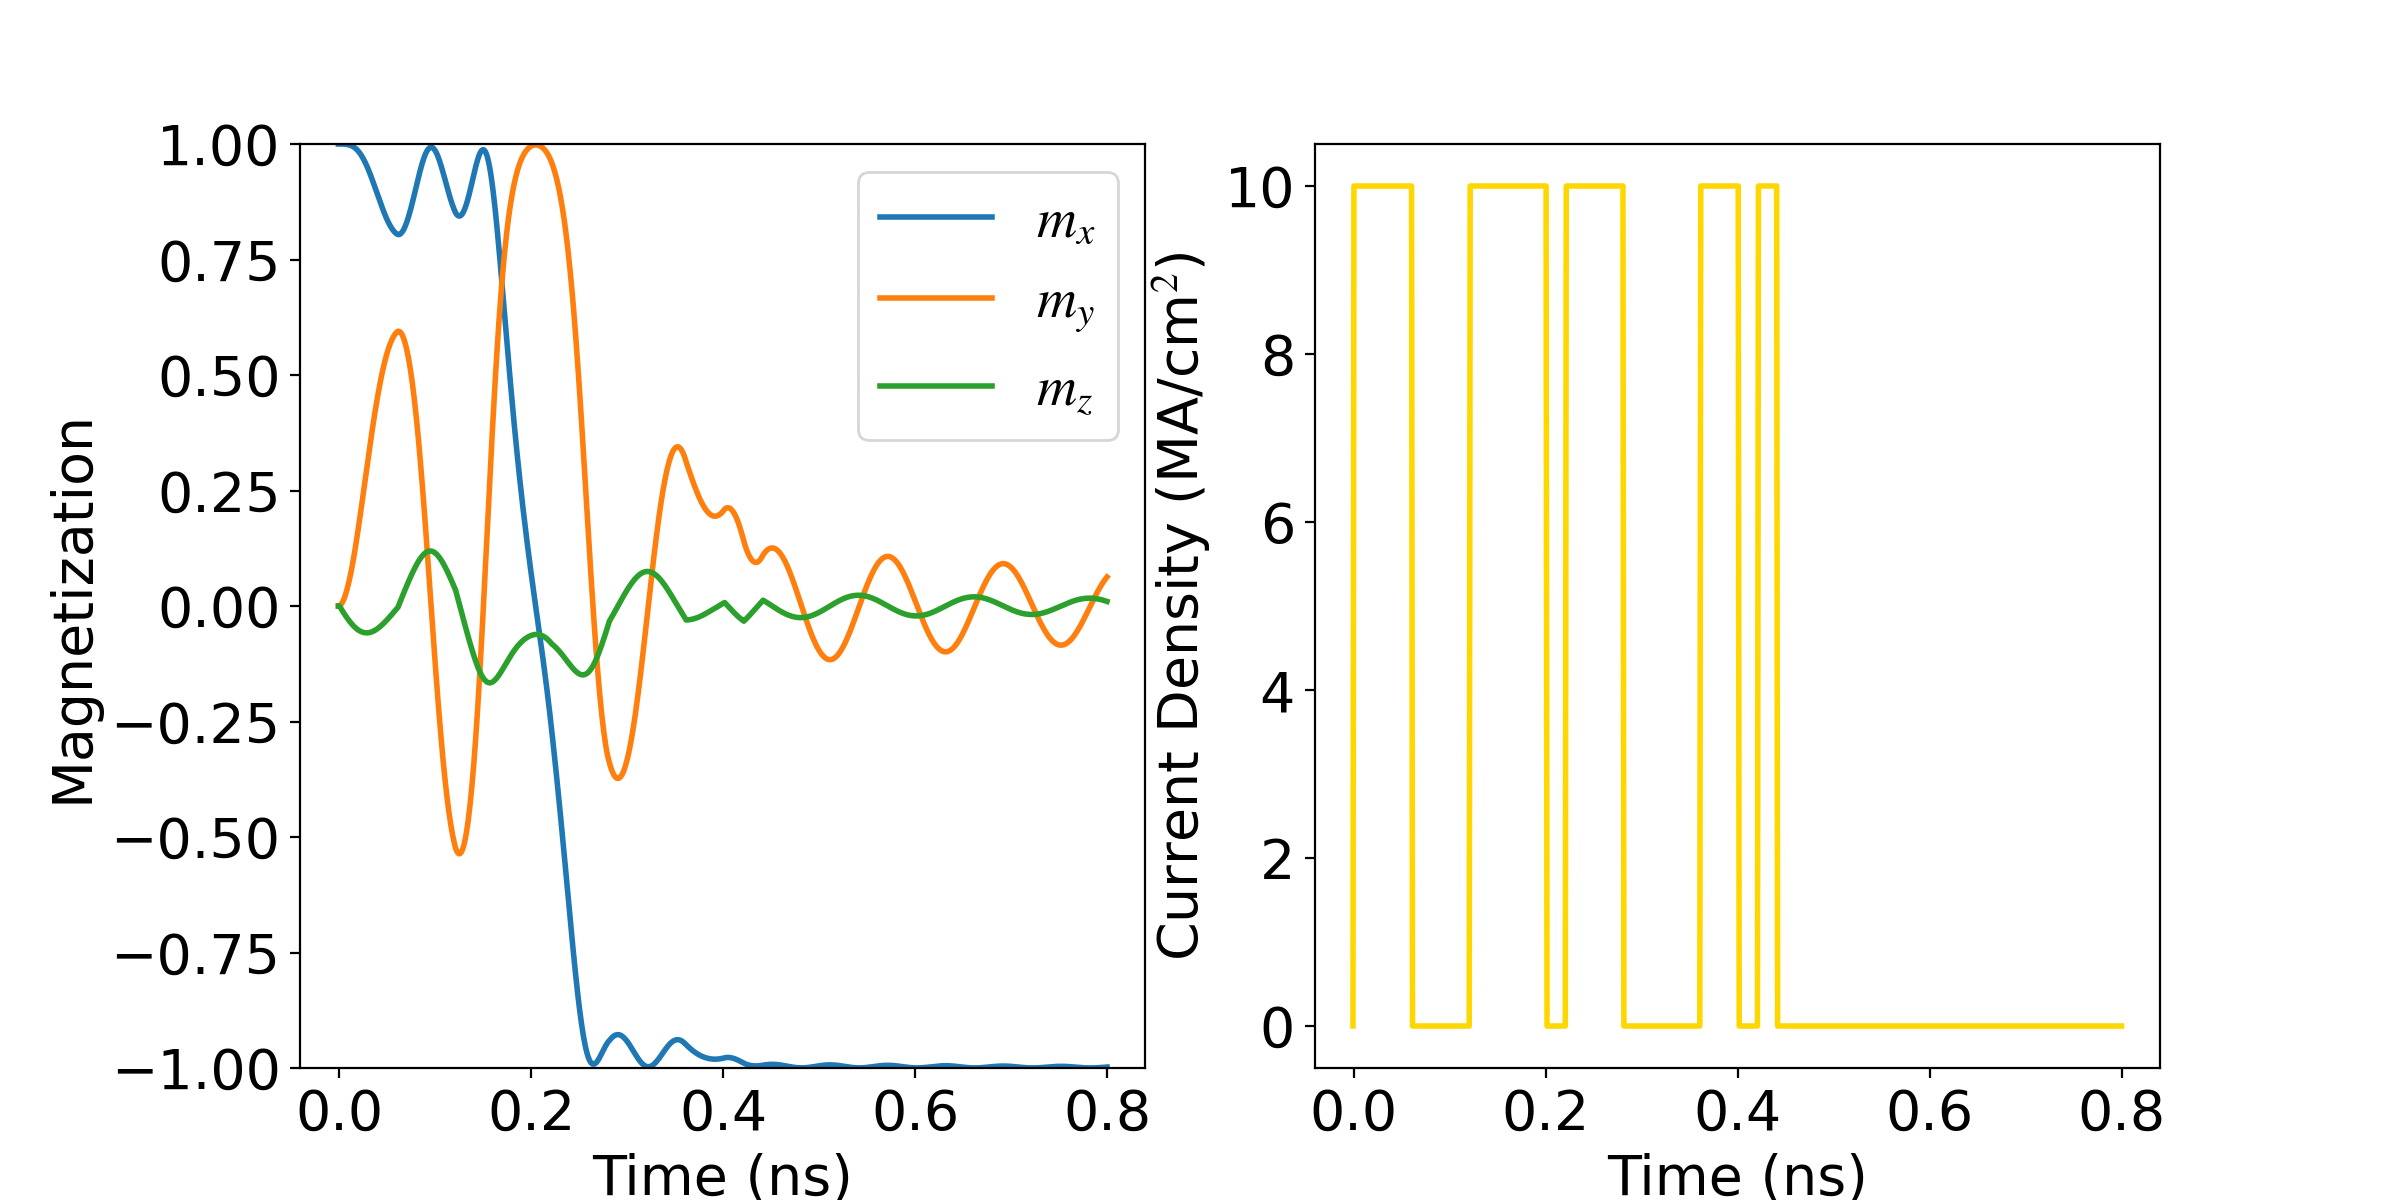 Magnetization
1.00
0.75
0.50
0.25
0.00
−0.25
−0.50
−0.75
−1.00
0.0 0.2 0.4 0.6 0.8
Time (ns)
m_x
m_y
m_z
Current Density (MA/cm²)
10
8
6
4
2
0
0.0 0.2 0.4 0.6 0.8
Time (ns)